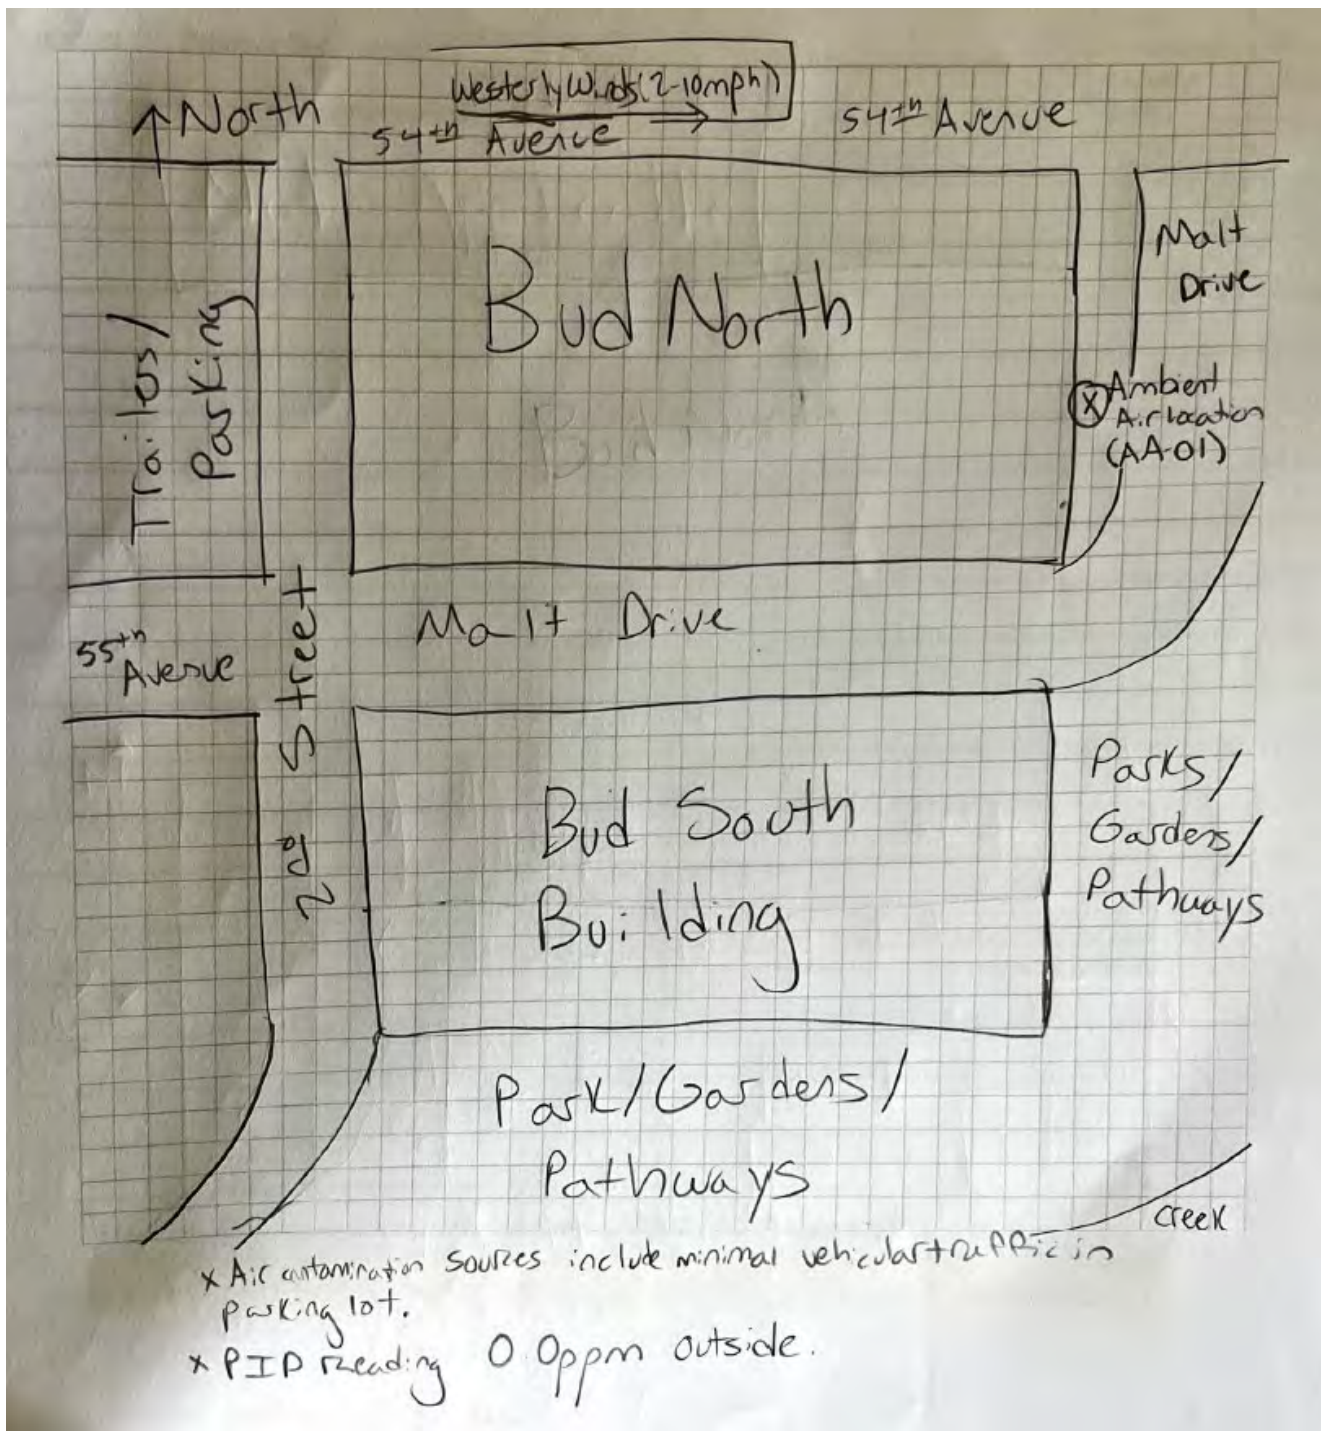 Westerly Winds (2-10mph)
North
54th Avenue
54th Avenue
Malt
Drive
Bud North
Trailer/
Parking
Ambient
Air location
(AA-01)
Malt Drive
55th
Avenue
2nd Street
Bud South
Building
Parks/
Gardens/
Pathways
Park/Gardens/
Pathways
Creek
x Air contamination sources include minimal vehicular traffic in
parking lot.
x PID Reading 0.0ppm outside.